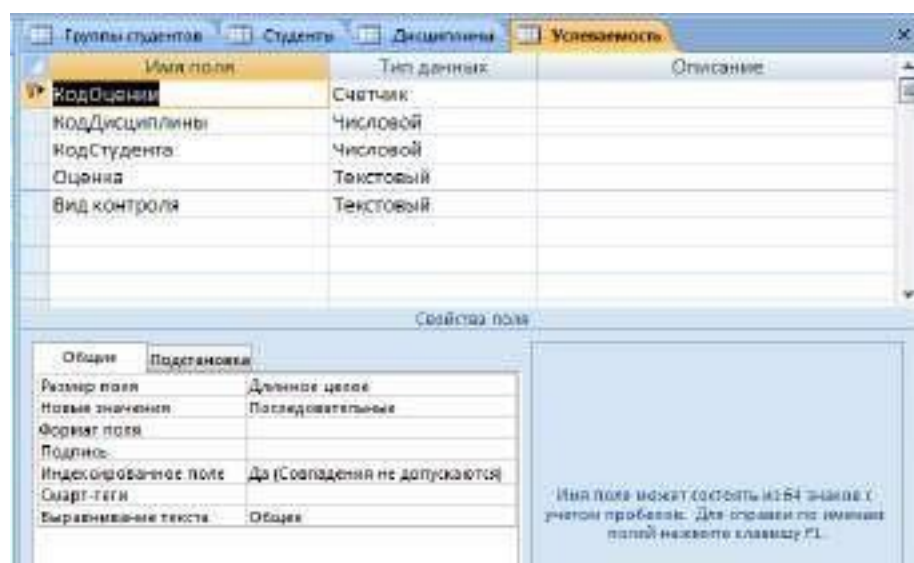 Группы студентов Студенты Дисциплины Успеваемость
Имя поля Тип данных Описание
КодОценки Счетчик
КодДисциплины Числовой
КодСтудента Числовой
Оценка Текстовый
Вид контроля Текстовый
Свойства поля
Общие Подстановка
Размер поля Длинное целое
Новые значения Последовательные
Формат поля
Подпись
Индексированное поле Да (Совпадения не допускаются)
Смарт-теги
Выравнивание текста Общее
Имя поля может состоять из 64 знаков с
учетом пробелов. Для справки по именам
полей нажмите клавишу F1.